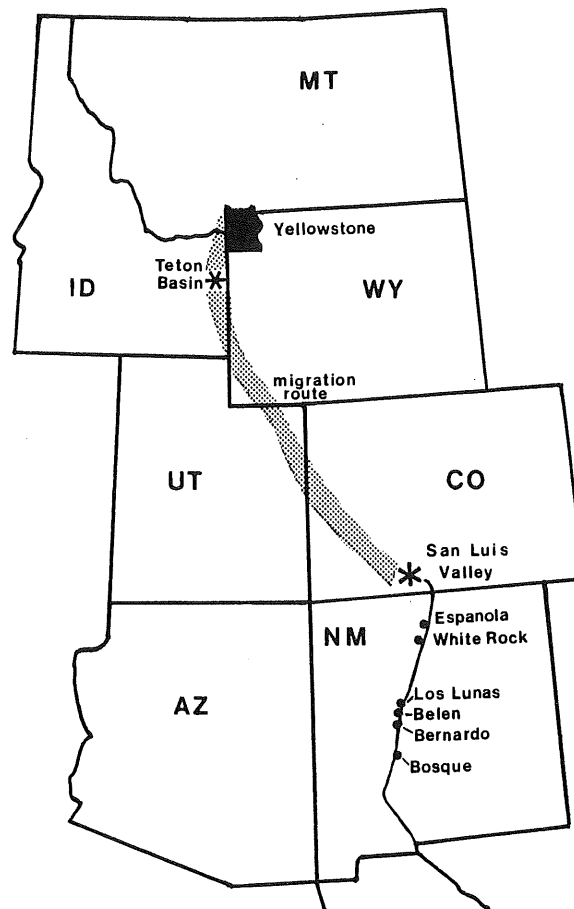 MT
Yellowstone
Teton
Basin
ID
WY
migration
route
UT
CO
San Luis
Valley
Espanola
NM
White Rock
AZ
Los Lunas
Belen
Bernardo
Bosque